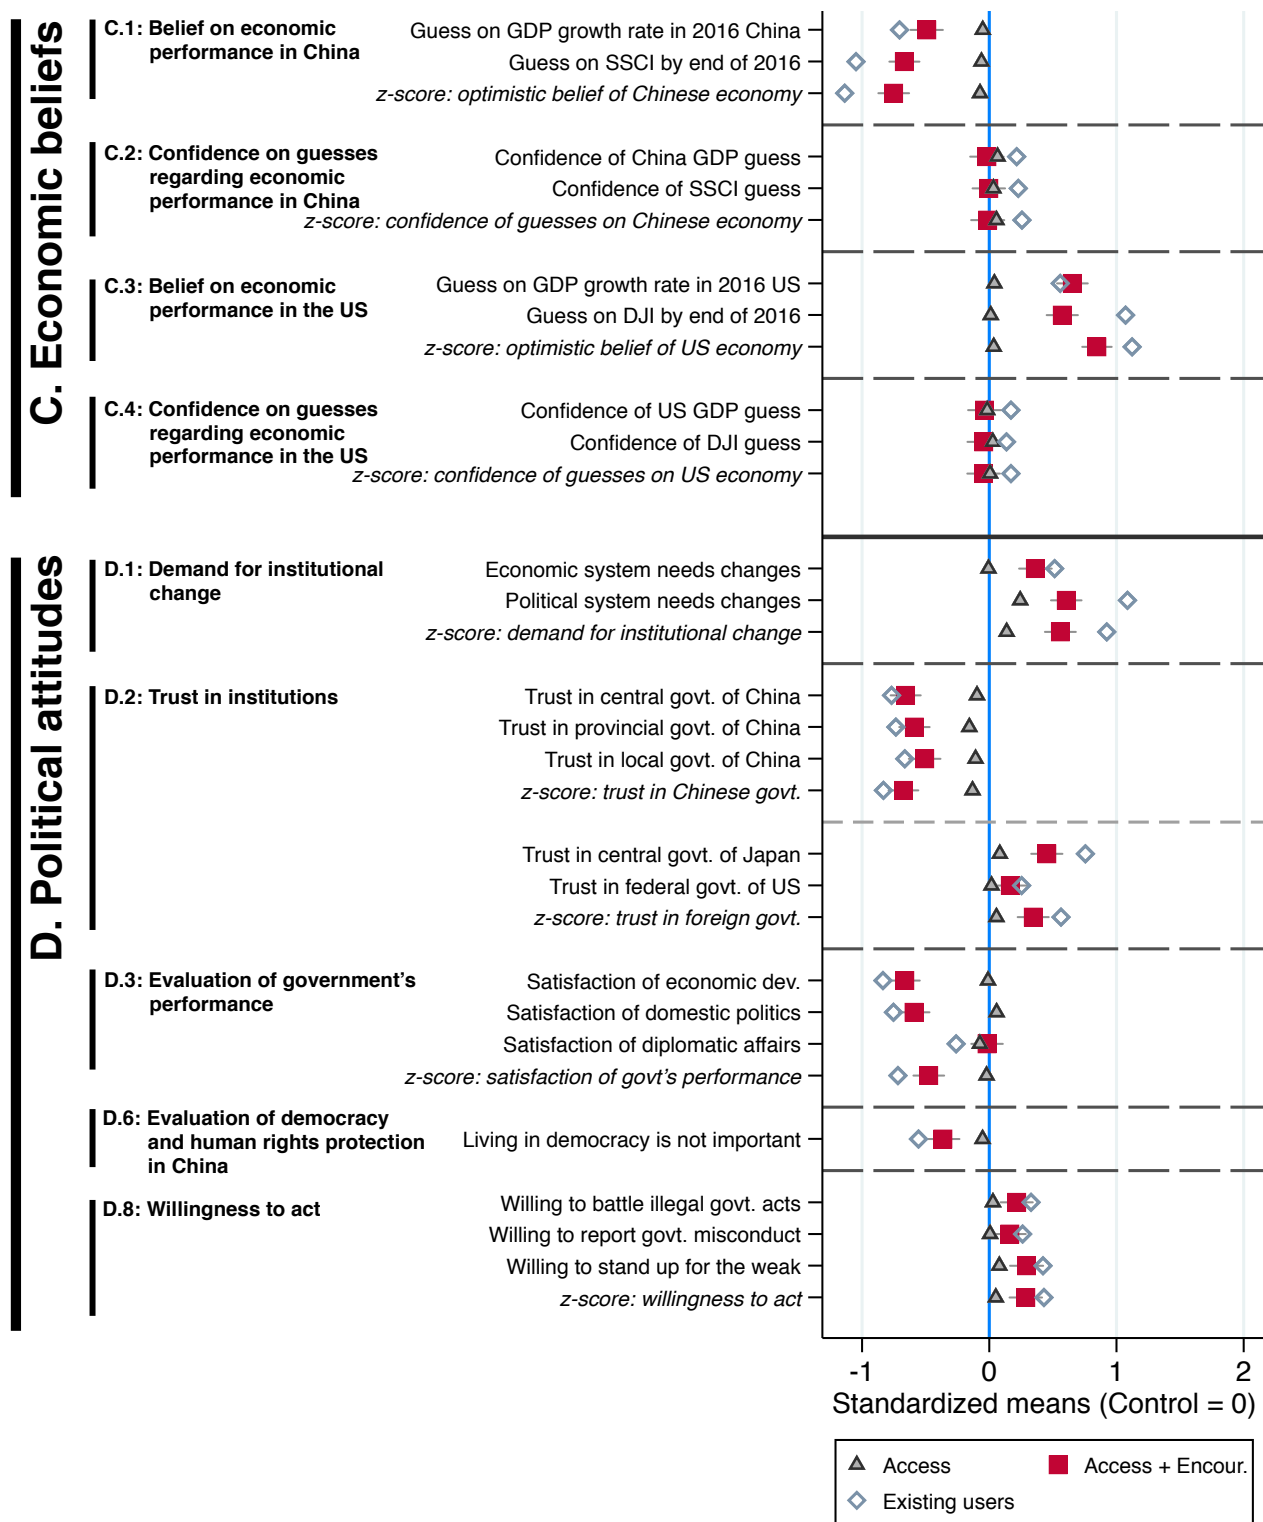 C. Economic beliefs
C.1: Belief on economic
performance in China
Guess on GDP growth rate in 2016 China
Guess on SSCI by end of 2016
z-score: optimistic belief of Chinese economy
C.2: Confidence on guesses
regarding economic
performance in China
Confidence of China GDP guess
Confidence of SSCI guess
z-score: confidence of guesses on Chinese economy
C.3: Belief on economic
performance in the US
Guess on GDP growth rate in 2016 US
Guess on DJI by end of 2016
z-score: optimistic belief of US economy
C.4: Confidence on guesses
regarding economic
performance in the US
Confidence of US GDP guess
Confidence of DJI guess
z-score: confidence of guesses on US economy
D. Political attitudes
D.1: Demand for institutional
change
Economic system needs changes
Political system needs changes
z-score: demand for institutional change
D.2: Trust in institutions
Trust in central govt. of China
Trust in provincial govt. of China
Trust in local govt. of China
z-score: trust in Chinese govt.
Trust in central govt. of Japan
Trust in federal govt. of US
z-score: trust in foreign govt.
D.3: Evaluation of government's
performance
Satisfaction of economic dev.
Satisfaction of domestic politics
Satisfaction of diplomatic affairs
z-score: satisfaction of govt's performance
D.6: Evaluation of democracy
and human rights protection
in China
Living in democracy is not important
D.8: Willingness to act
Willing to battle illegal govt. acts
Willing to report govt. misconduct
Willing to stand up for the weak
z-score: willingness to act
-1 0 1 2
Standardized means (Control = 0)
Access
Access + Encour.
Existing users